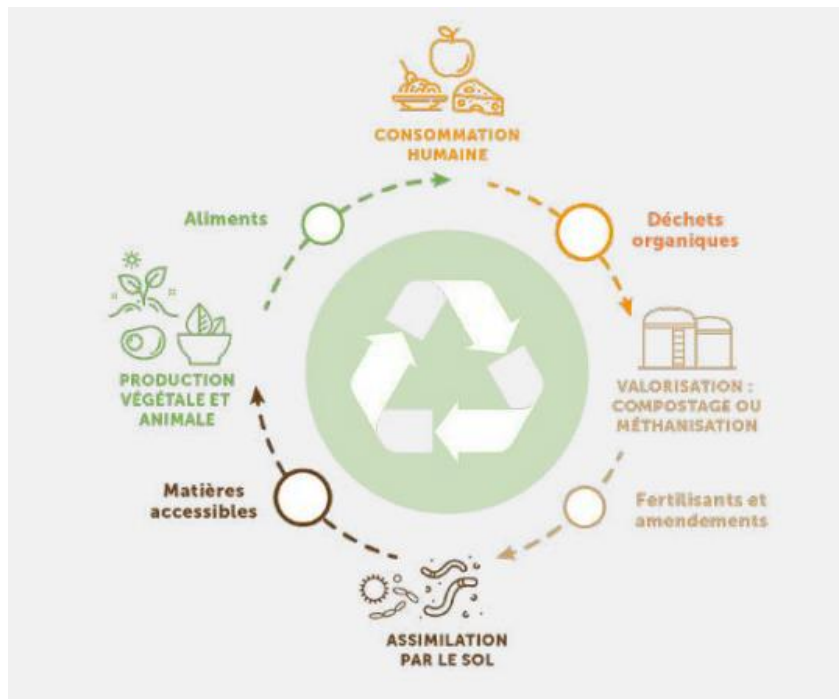 CONSOMMATION
HUMAINE
Aliments
Déchets
organiques
PRODUCTION
VÉGÉTALE ET
ANIMALE
VALORISATION :
COMPOSTAGE OU
MÉTHANISATION
Matières
accessibles
Fertilisants et
amendements
ASSIMILATION
PAR LE SOL